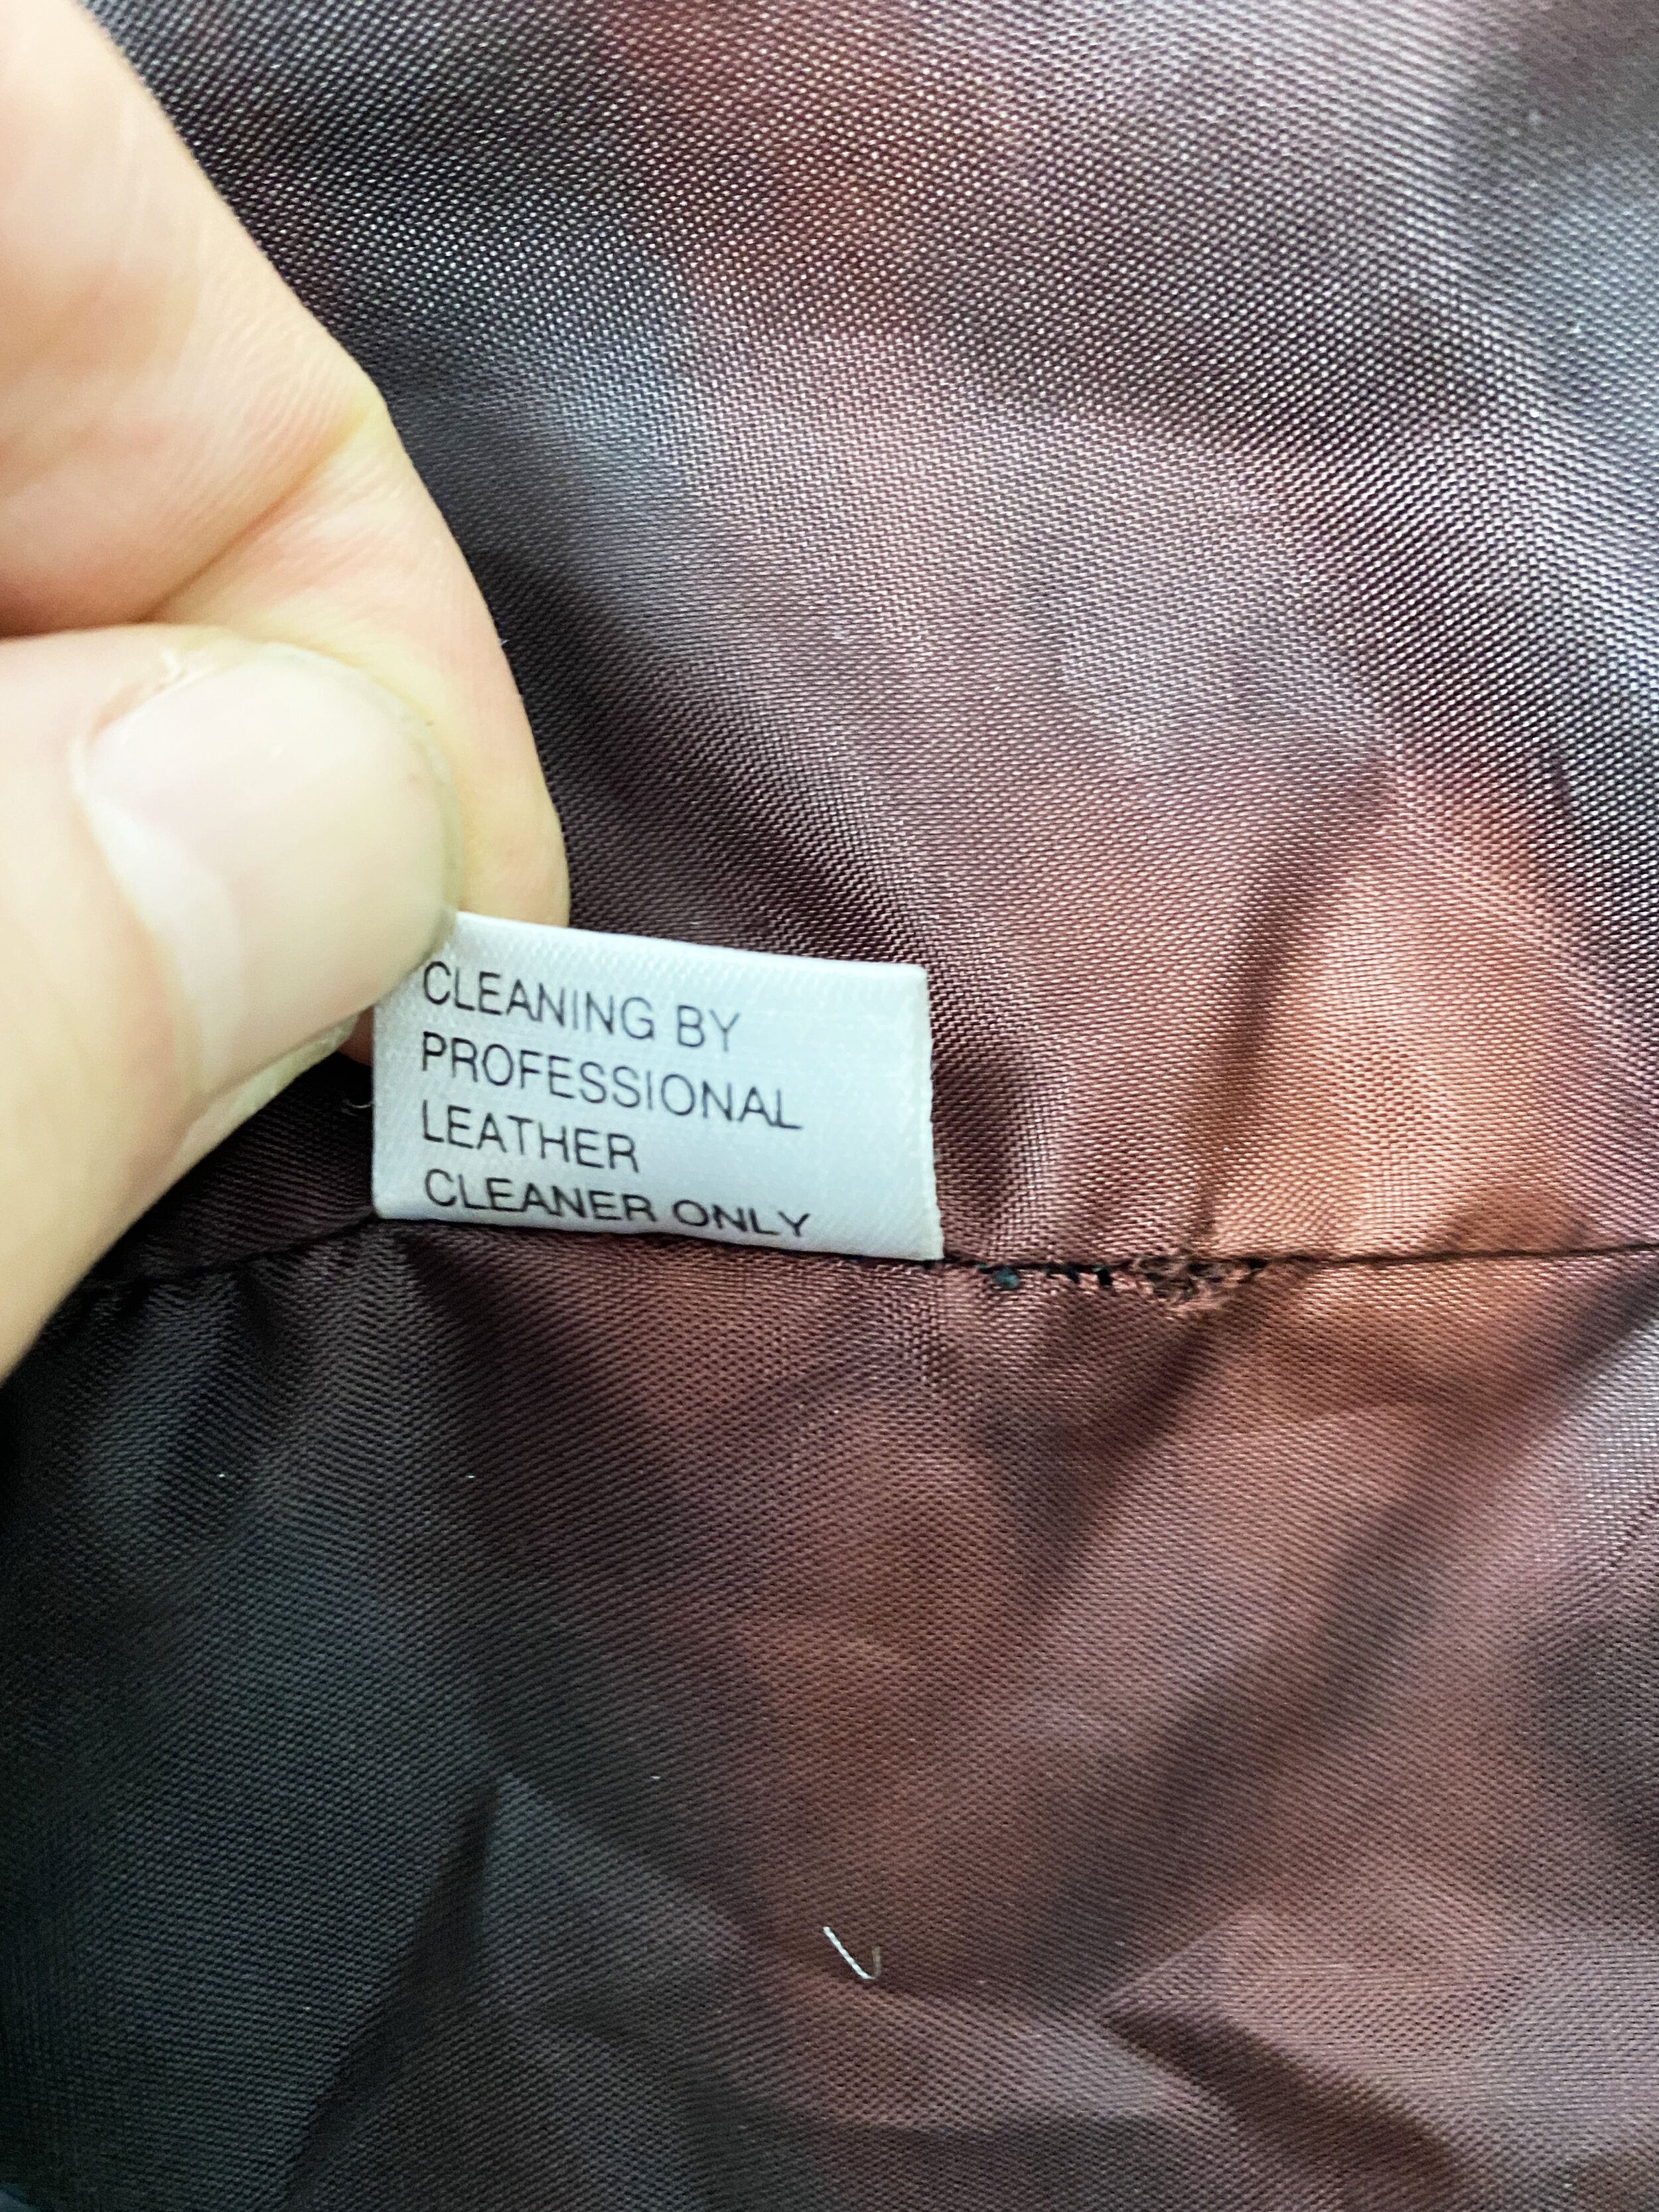 CLEANING BY
PROFESSIONAL
LEATHER
CLEANER ONLY